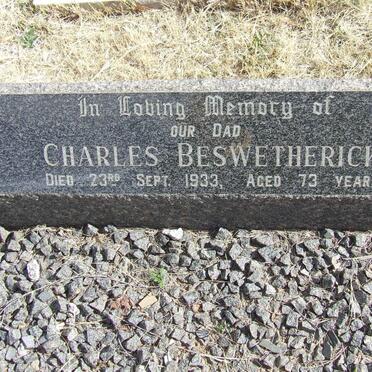 In Loving Memory of
OUR DAD
CHARLES BESWETHERICK
DIED 23RD SEPT. 1933, AGED 73 YEAR